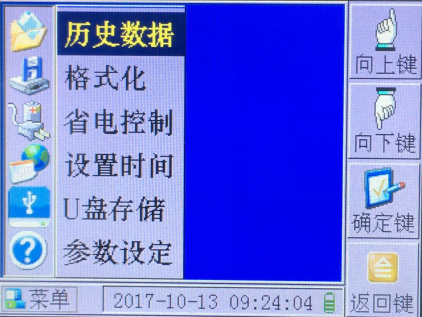 历史数据
格式化
省电控制
设置时间
U盘存储
参数设定
向上键
向下键
确定键
返回键
菜单
2017-10-13 09:24:04